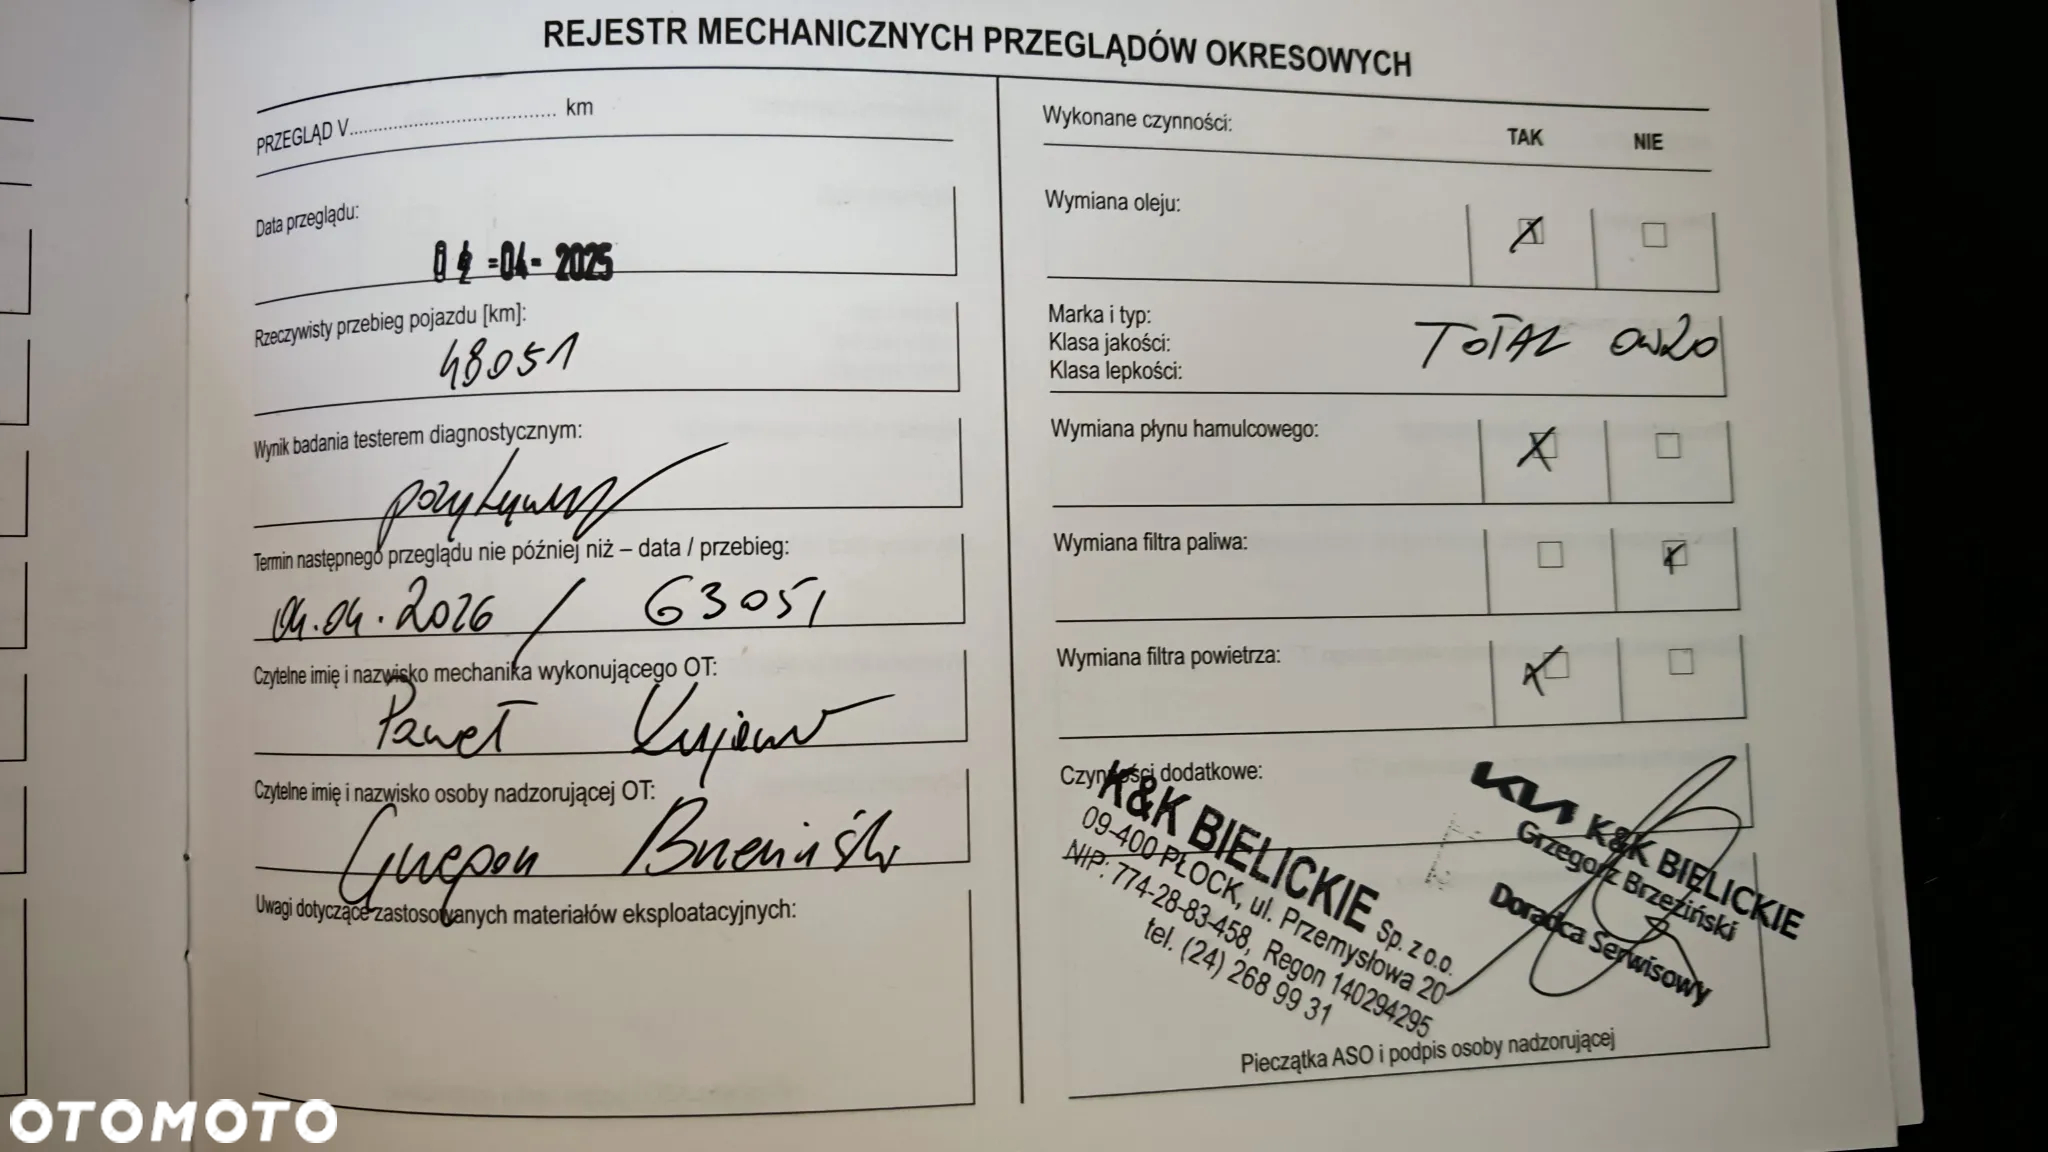 REJESTR MECHANICZNYCH PRZEGLĄDÓW OKRESOWYCH
PRZEGLĄD V........................................ km
Data przeglądu:
=04- 2025
Rzeczywisty przebieg pojazdu [km]:
48051
Wynik badania testerem diagnostycznym:
pozytywny
Termin następnego przeglądu nie później niż – data / przebieg:
04.04.2026 / 63051
Czytelne imię i nazwisko mechanika wykonującego OT:
Paweł
Czytelne imię i nazwisko osoby nadzorującej OT:
Grzegorz Brzeziński
Uwagi dotyczące zastosowanych materiałów eksploatacyjnych:
Wykonane czynności: TAK NIE
Wymiana oleju: X
Marka i typ:
Klasa jakości:
Klasa lepkości:
TOTAL 0W20
Wymiana płynu hamulcowego: X
Wymiana filtra paliwa: X
Wymiana filtra powietrza: X
Czynności dodatkowe:
K&K BIELICKIE Sp. z o.o.
09-400 PŁOCK, ul. Przemysłowa 20
NIP: 774-28-83-458, Regon 140294295
tel. (24) 268 99 31
KIA K&K BIELICKIE
Grzegorz Brzeziński
Doradca Serwisowy
Pieczątka ASO i podpis osoby nadzorującej
OTOMOTO